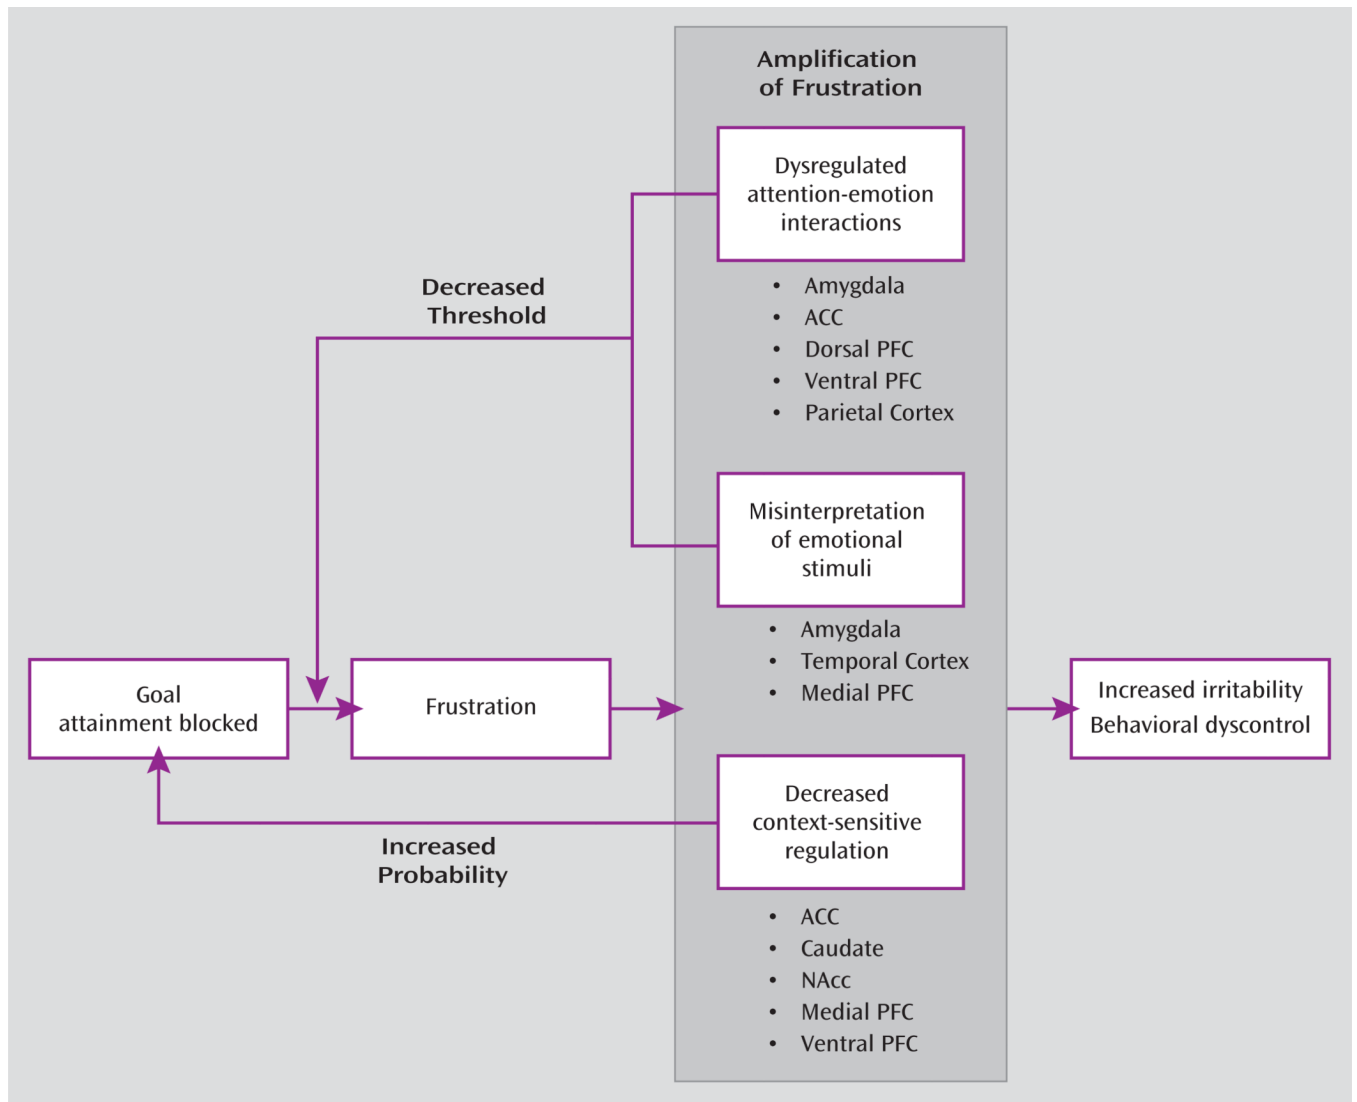 Amplification
of Frustration
Dysregulated
attention-emotion
interactions
• Amygdala
• ACC
• Dorsal PFC
• Ventral PFC
• Parietal Cortex
Decreased
Threshold
Misinterpretation
of emotional
stimuli
• Amygdala
• Temporal Cortex
• Medial PFC
Goal
attainment blocked
Frustration
Increased irritability
Behavioral dyscontrol
Decreased
context-sensitive
regulation
Increased
Probability
• ACC
• Caudate
• NAcc
• Medial PFC
• Ventral PFC